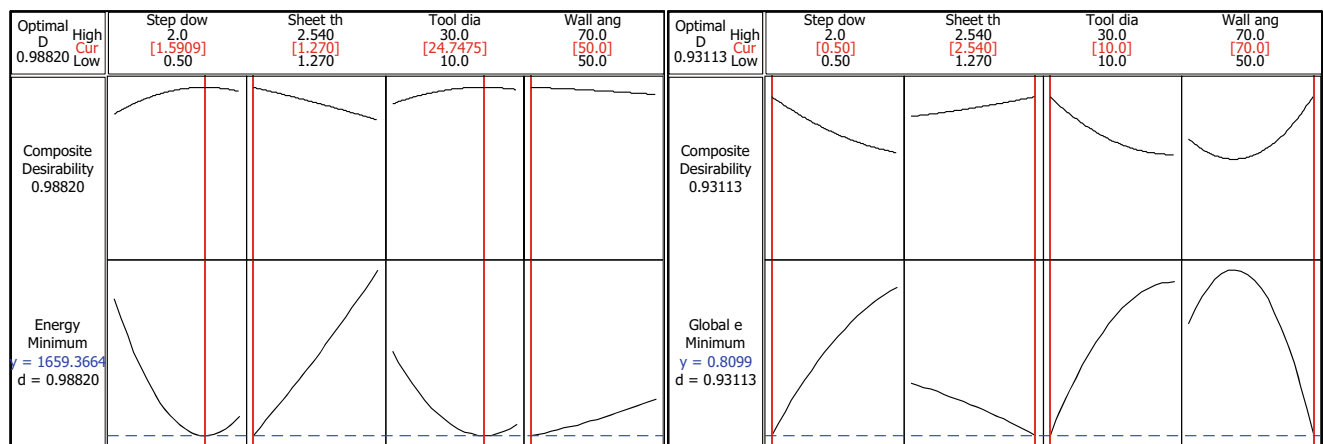 Optimal High
D Cur
0.98820 Low
Step dow
2.0
[1.5909]
0.50
Sheet th
2.540
[1.270]
1.270
Tool dia
30.0
[24.7475]
10.0
Wall ang
70.0
[50.0]
50.0
Composite
Desirability
0.98820
Energy
Minimum
y = 1659.3664
d = 0.98820
Optimal High
D Cur
0.93113 Low
Step dow
2.0
[0.50]
0.50
Sheet th
2.540
[2.540]
1.270
Tool dia
30.0
[10.0]
10.0
Wall ang
70.0
[70.0]
50.0
Composite
Desirability
0.93113
Global e
Minimum
y = 0.8099
d = 0.93113